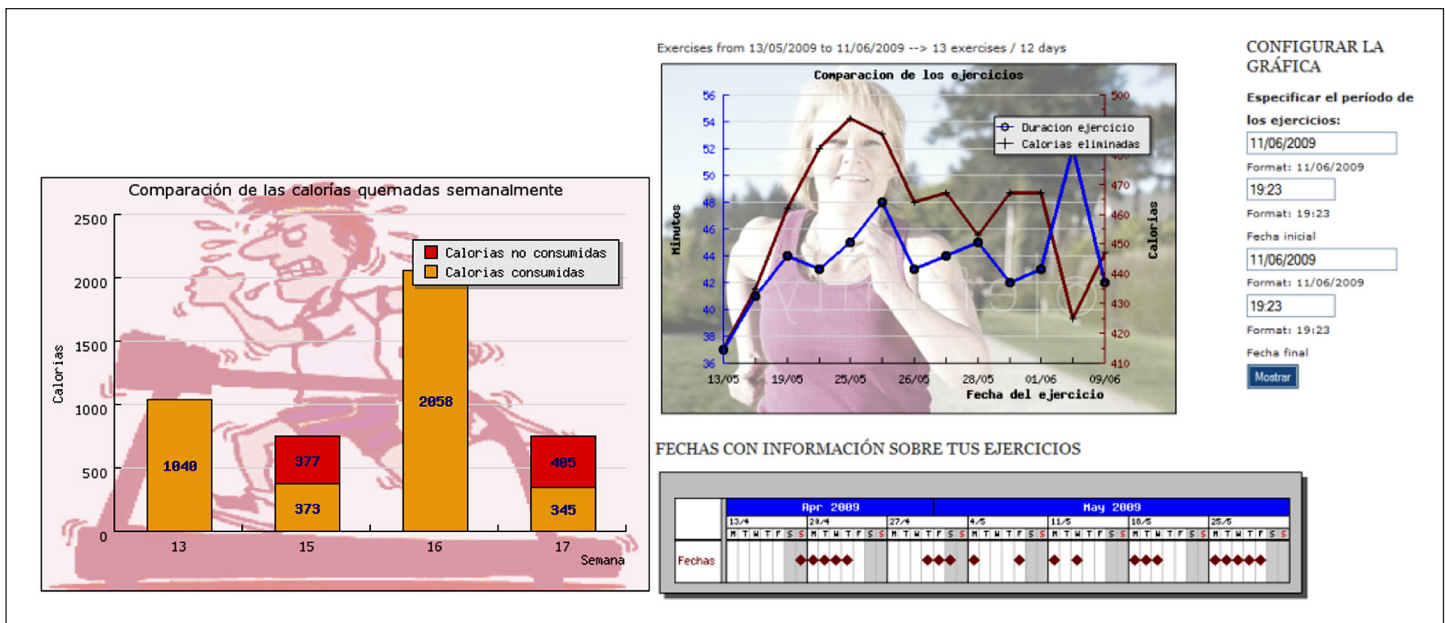 Comparación de las calorías quemadas semanalmente
2500
2000
1500
1000
500
0
Calorias
Calorias no consumidas
Calorias consumidas
1040
377
373
2058
405
345
13
15
16
17
Semana
Exercises from 13/05/2009 to 11/06/2009 --> 13 exercises / 12 days
Comparacion de los ejercicios
56
54
52
50
48
46
44
42
40
38
36
Minutos
500
470
460
450
440
430
420
410
Calorias
Duracion ejercicio
Calorias eliminadas
13/05
19/05
25/05
26/05
28/05
01/06
09/06
Fecha del ejercicio
CONFIGURAR LA
GRÁFICA
Especificar el período de
los ejercicios:
11/06/2009
Format: 11/06/2009
19:23
Format: 19:23
Fecha inicial
11/06/2009
Format: 11/06/2009
19:23
Format: 19:23
Fecha final
Mostrar
FECHAS CON INFORMACIÓN SOBRE TUS EJERCICIOS
Apr 2009
May 2009
13/4
20/4
27/4
4/5
11/5
18/5
25/5
M T W T F S S M T W T F S S M T W T F S S M T W T F S S M T W T F S S M T W T F S S M T W T F S S
Fechas